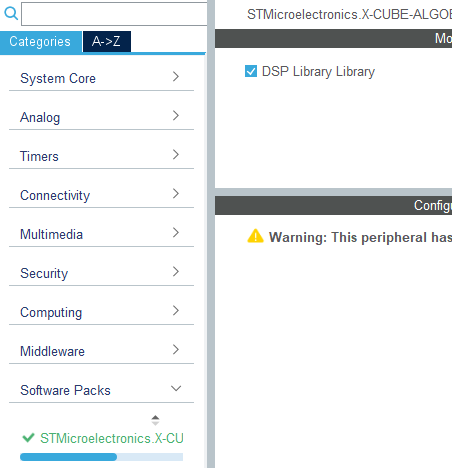 Categories A->Z
System Core
Analog
Timers
Connectivity
Multimedia
Security
Computing
Middleware
Software Packs
STMicroelectronics.X-CU
STMicroelectronics.X-CUBE-ALGOB
Mo
DSP Library Library
Configu
Warning: This peripheral has